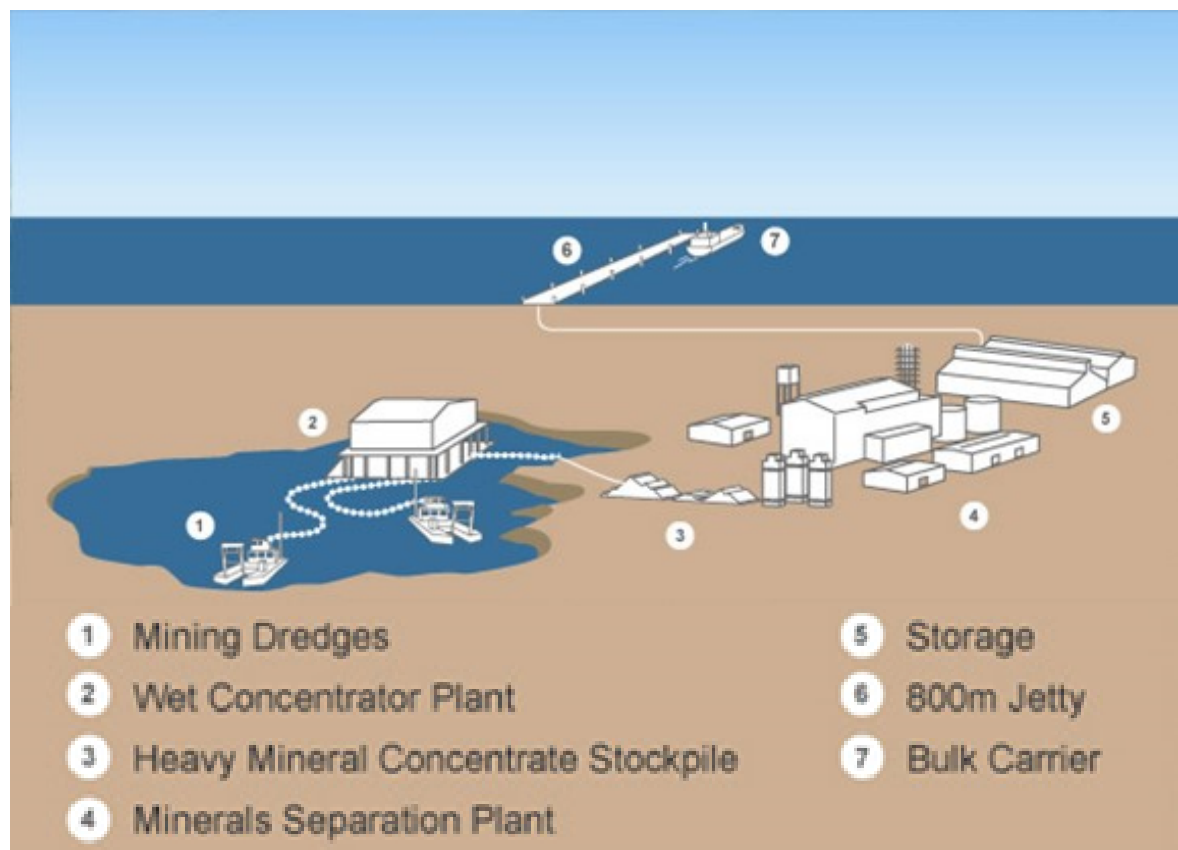 6
7
2
5
1
4
3
1 Mining Dredges
2 Wet Concentrator Plant
3 Heavy Mineral Concentrate Stockpile
4 Minerals Separation Plant
5 Storage
6 800m Jetty
7 Bulk Carrier